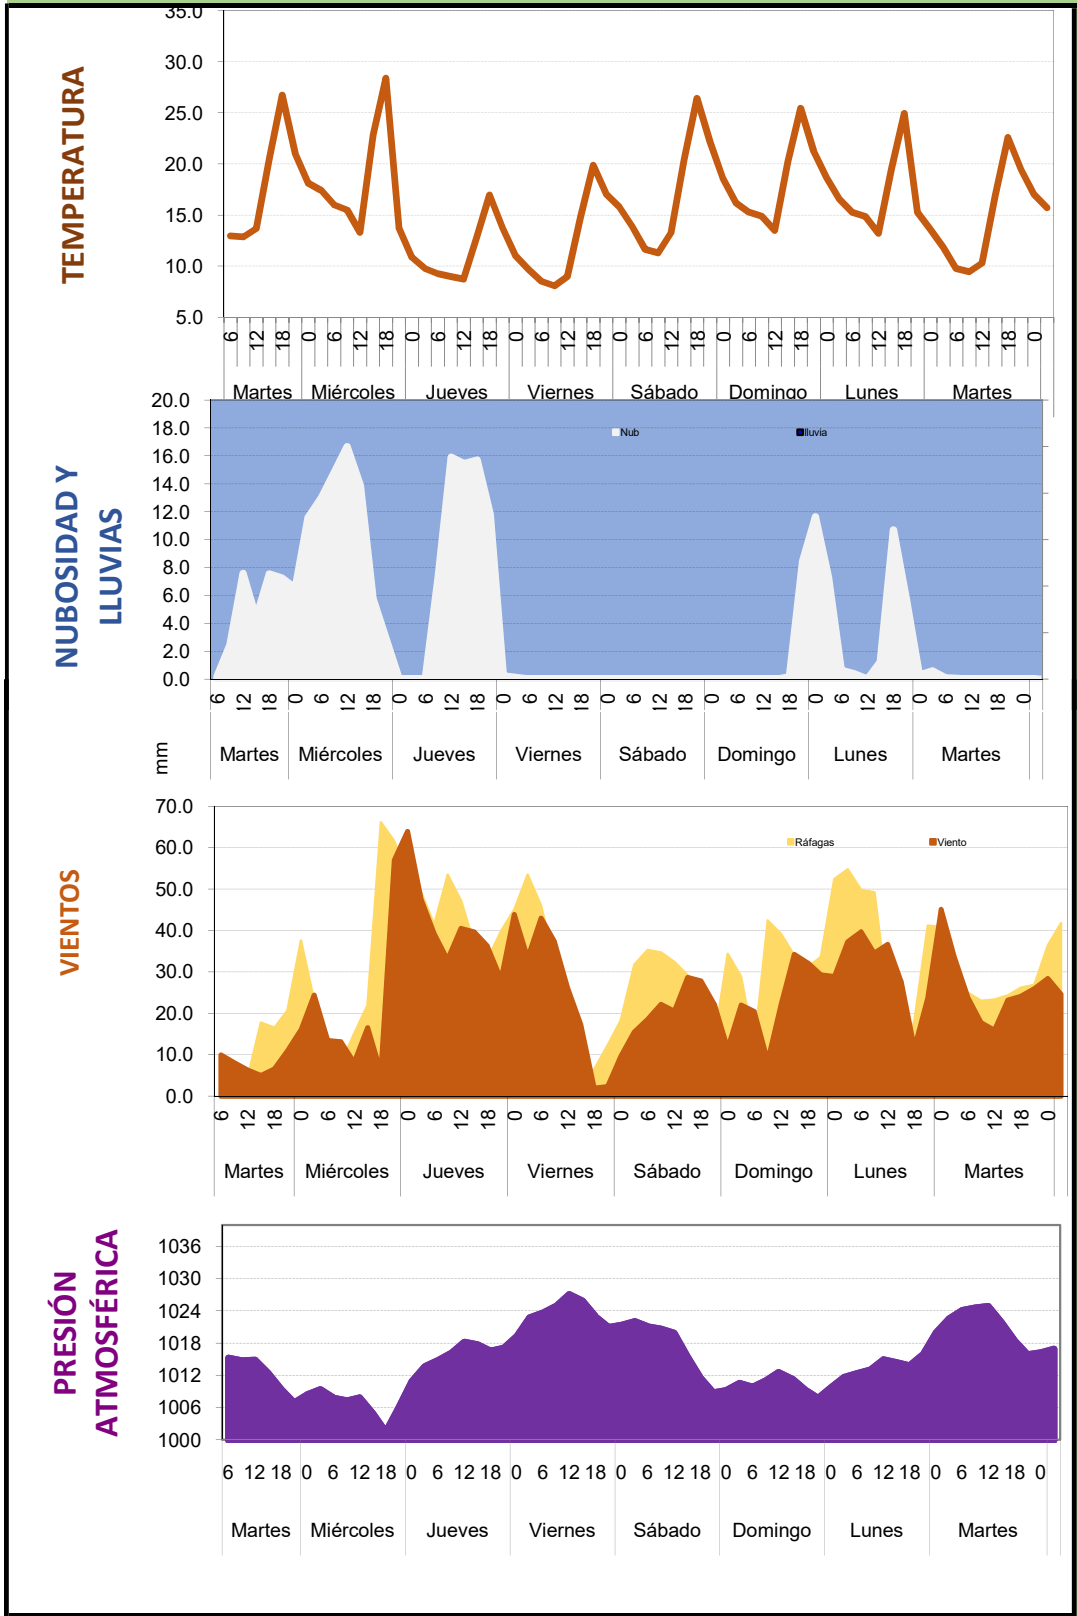 TEMPERATURA
35.0
30.0
25.0
20.0
15.0
10.0
5.0
6 12 18 0 6 12 18 0 6 12 18 0 6 12 18 0 6 12 18 0 6 12 18 0 6 12 18 0 6 12 18 0
Martes Miércoles Jueves Viernes Sábado Domingo Lunes Martes
NUBOSIDAD Y
LLUVIAS
20.0
18.0
16.0
14.0
12.0
10.0
8.0
6.0
4.0
2.0
0.0
Nub lluvia
6 12 18 0 6 12 18 0 6 12 18 0 6 12 18 0 6 12 18 0 6 12 18 0 6 12 18 0 6 12 18 0
mm
Martes Miércoles Jueves Viernes Sábado Domingo Lunes Martes
VIENTOS
70.0
60.0
50.0
40.0
30.0
20.0
10.0
0.0
Ráfagas Viento
6 12 18 0 6 12 18 0 6 12 18 0 6 12 18 0 6 12 18 0 6 12 18 0 6 12 18 0 6 12 18 0
Martes Miércoles Jueves Viernes Sábado Domingo Lunes Martes
PRESIÓN
ATMOSFÉRICA
1036
1030
1024
1018
1012
1006
1000
6 12 18 0 6 12 18 0 6 12 18 0 6 12 18 0 6 12 18 0 6 12 18 0 6 12 18 0 6 12 18 0
Martes Miércoles Jueves Viernes Sábado Domingo Lunes Martes